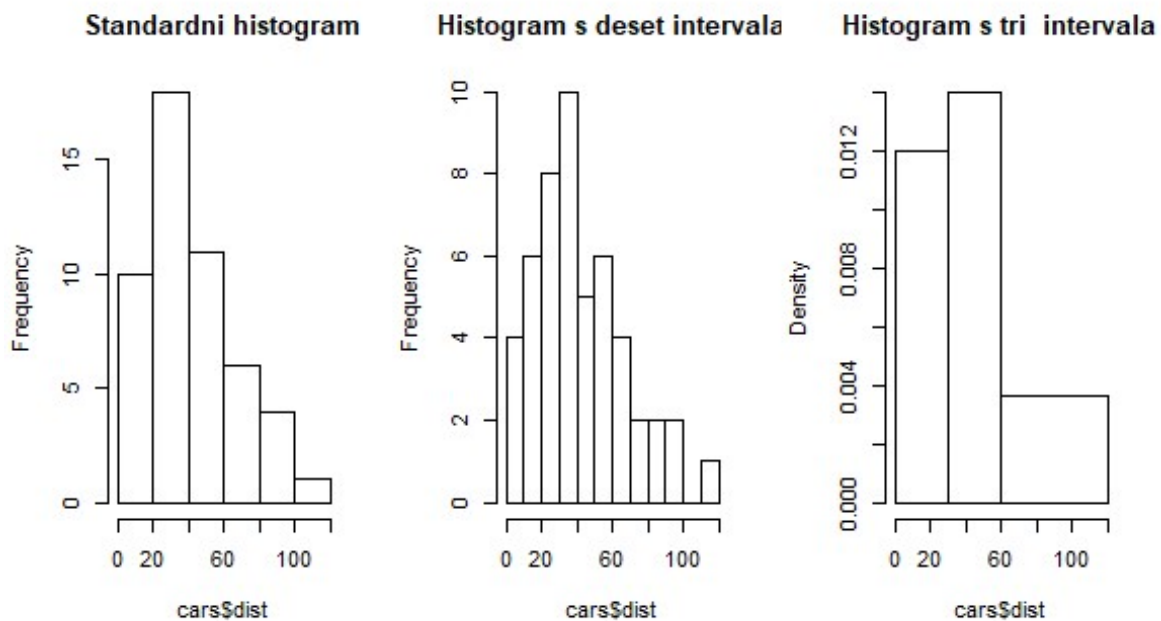 Standardni histogram
Histogram s deset intervala
Histogram s tri  intervala
Frequency
0
5
10
15
0 20 60 100
cars$dist
Frequency
0
2
4
6
8
10
0 20 60 100
cars$dist
Density
0.000
0.004
0.008
0.012
0 20 60 100
cars$dist